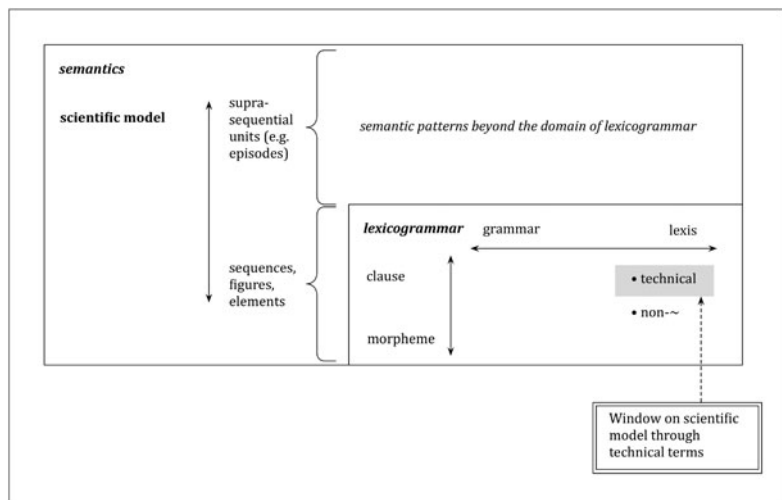 semantics
scientific model
supra-
sequential
units (e.g.
episodes)
semantic patterns beyond the domain of lexicogrammar
sequences,
figures,
elements
lexicogrammar grammar lexis
clause
morpheme
• technical
• non-~
Window on scientific
model through
technical terms